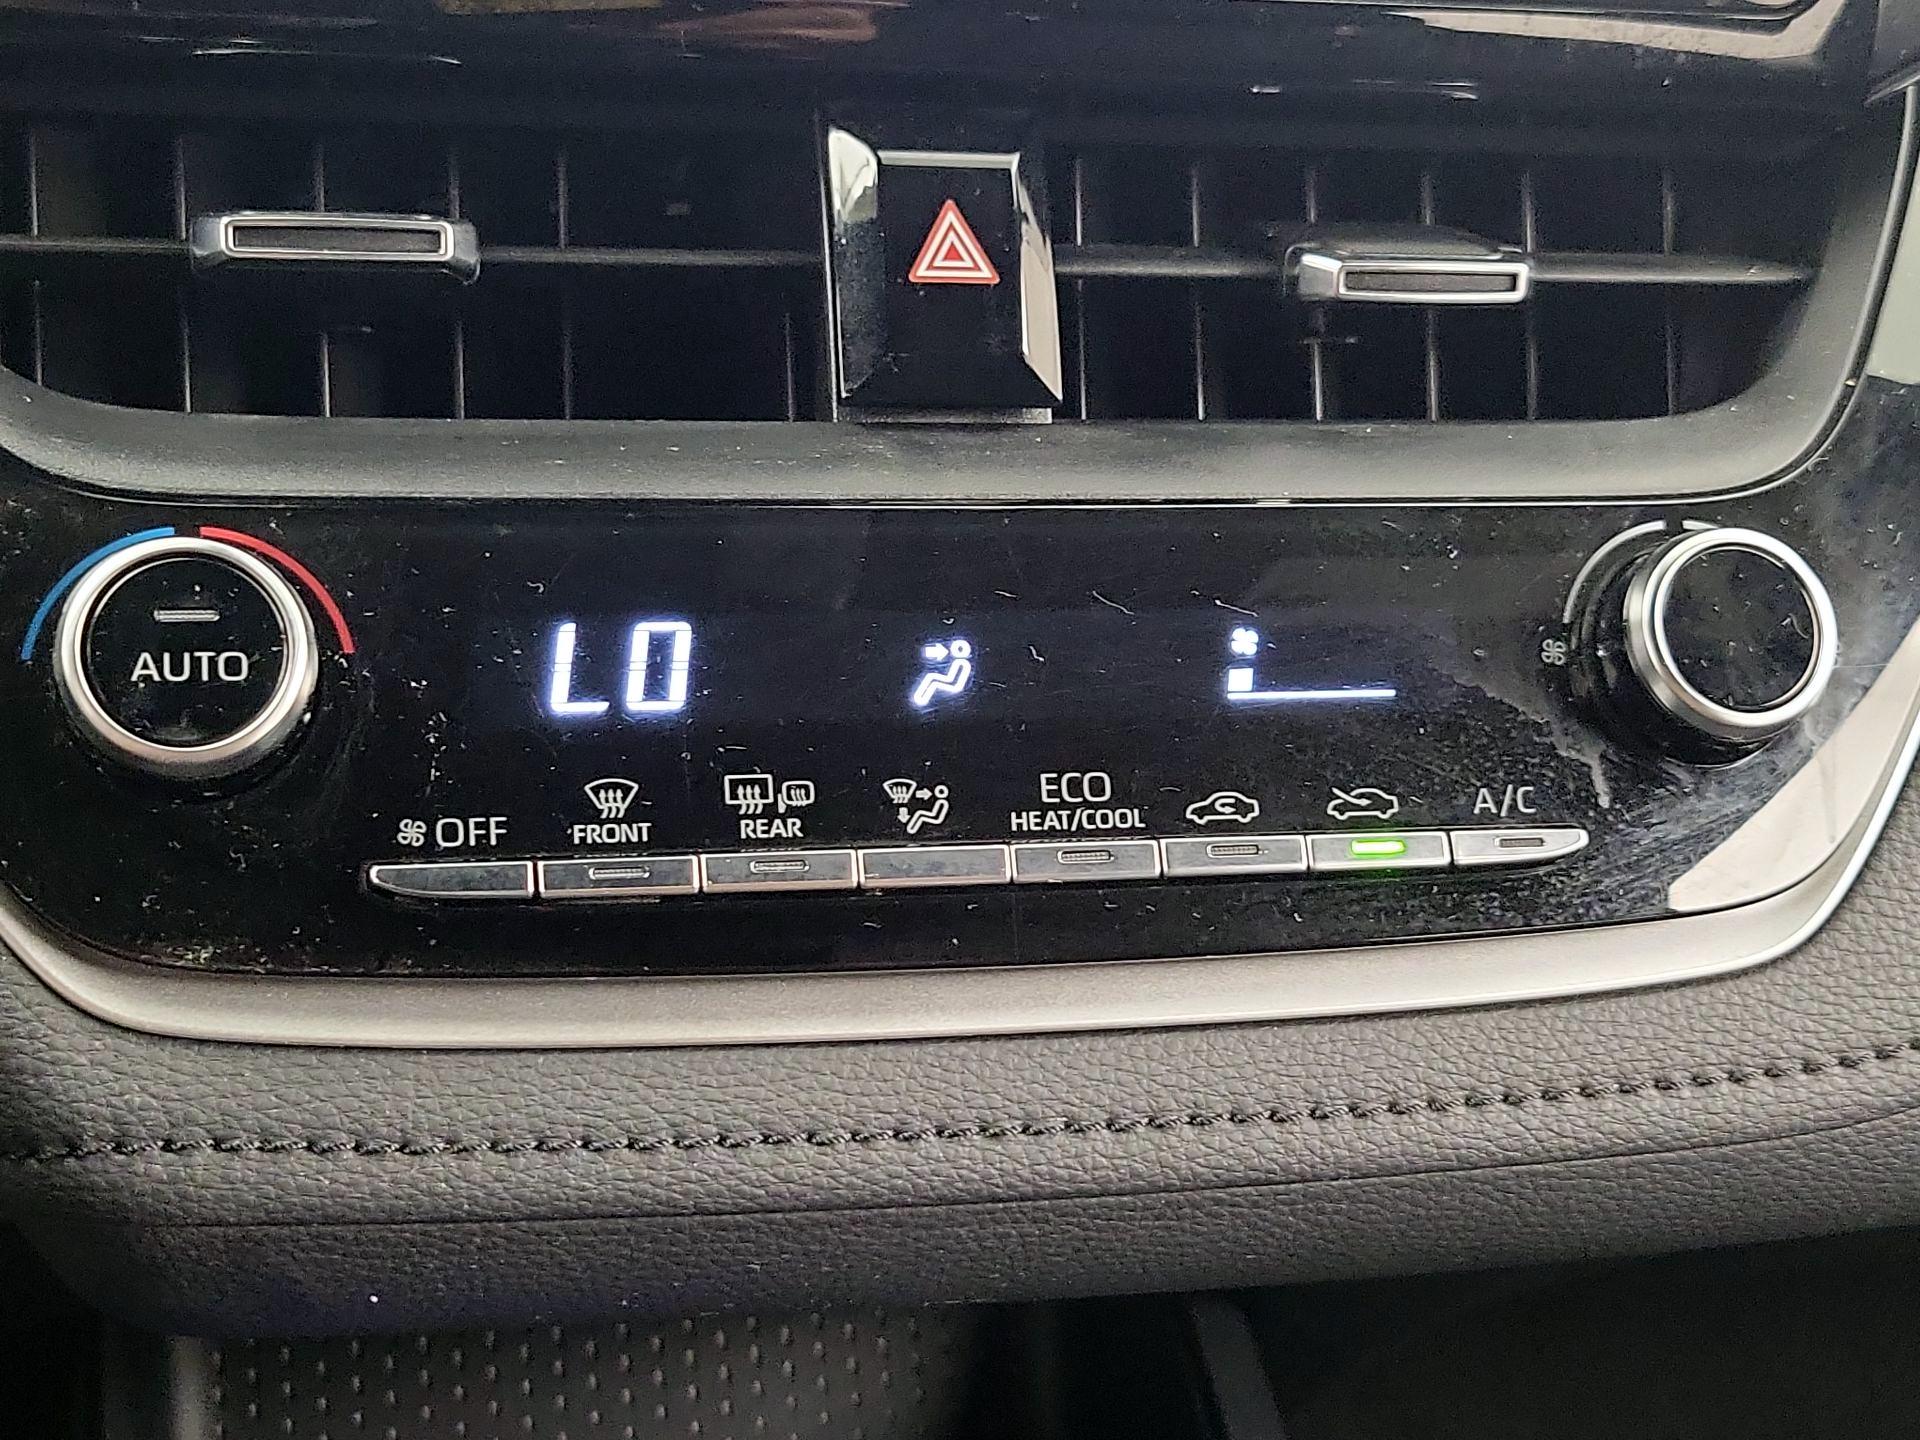 AUTO
LO
OFF
FRONT
REAR
ECO
HEAT/COOL
A/C